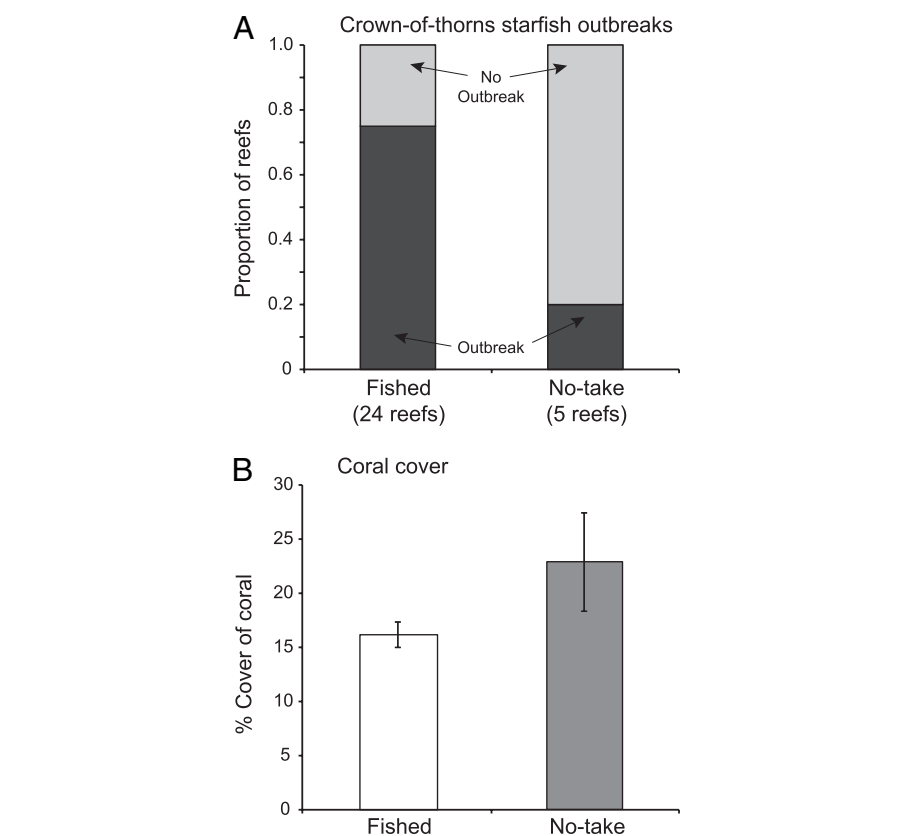 A
Crown-of-thorns starfish outbreaks
Proportion of reefs
1.0
0.8
0.6
0.4
0.2
0
No
Outbreak
Outbreak
Fished
(24 reefs)
No-take
(5 reefs)
B
Coral cover
% Cover of coral
30
25
20
15
10
5
0
Fished
No-take